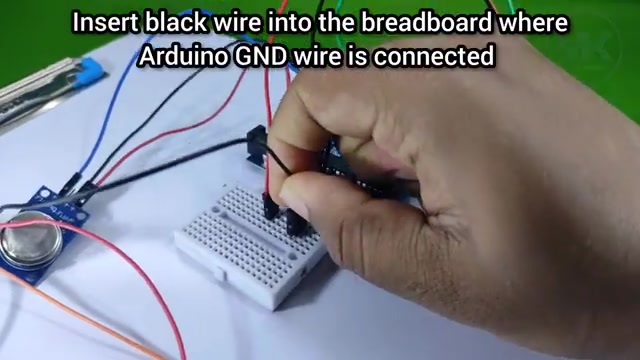 Insert black wire into the breadboard where
Arduino GND wire is connected